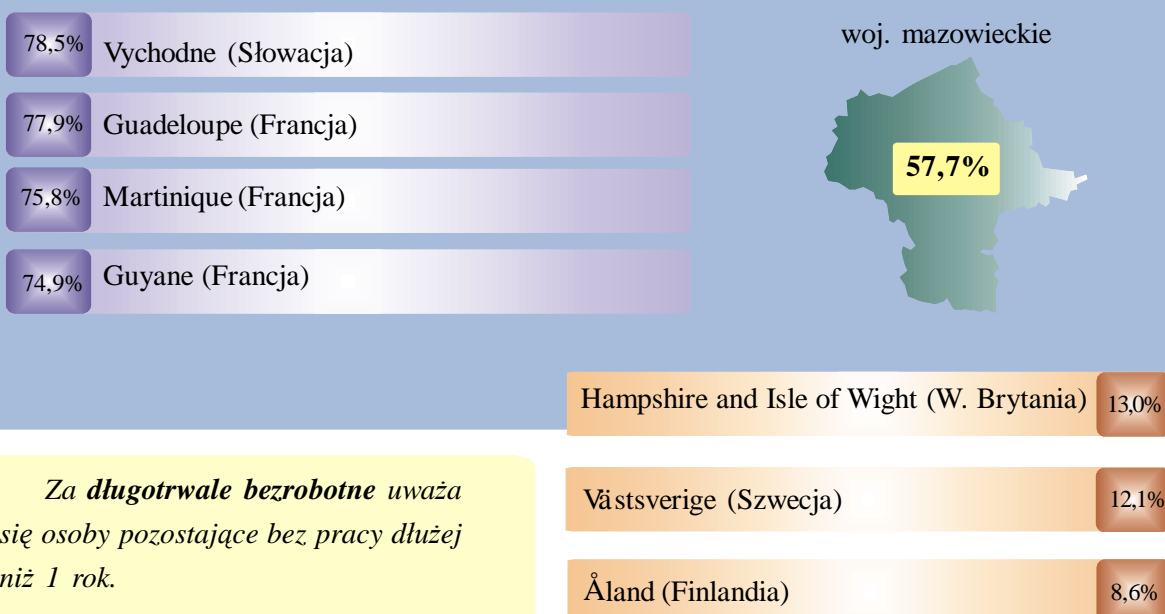 78,5% Vychodne (Słowacja)
77,9% Guadeloupe (Francja)
75,8% Martinique (Francja)
74,9% Guyane (Francja)
woj. mazowieckie
57,7%
Hampshire and Isle of Wight (W. Brytania) 13,0%
Västsverige (Szwecja) 12,1%
Åland (Finlandia) 8,6%
Za długotrwale bezrobotne uważa
się osoby pozostające bez pracy dłużej
niż 1 rok.